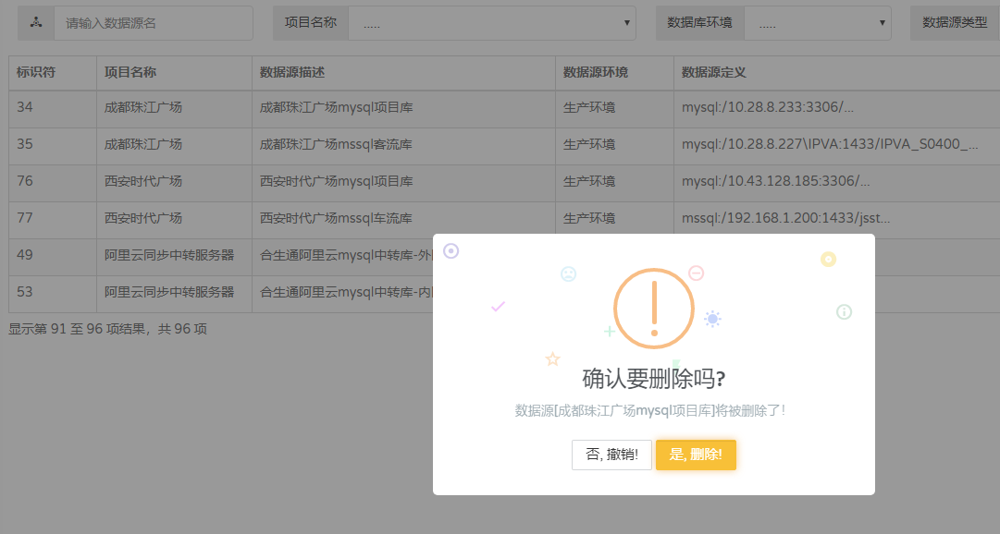 请输入数据源名 项目名称 ..... 数据库环境 ..... 数据源类型
标识符 项目名称 数据源描述 数据源环境 数据源定义
34 成都珠江广场 成都珠江广场mysql项目库 生产环境 mysql:/10.28.8.233:3306/...
35 成都珠江广场 成都珠江广场mssql客流库 生产环境 mysql:/10.28.8.227\IPVA:1433/IPVA_S0400_...
76 西安时代广场 西安时代广场mysql项目库 生产环境 mysql:/10.43.128.185:3306/...
77 西安时代广场 西安时代广场mssql车流库 生产环境 mssql:/192.168.1.200:1433/jsst...
49 阿里云同步中转服务器 合生通阿里云mysql中转库-外
53 阿里云同步中转服务器 合生通阿里云mysql中转库-内
显示第 91 至 96 项结果，共 96 项
确认要删除吗?
数据源[成都珠江广场mysql项目库]将被删除了!
否, 撤销! 是, 删除!